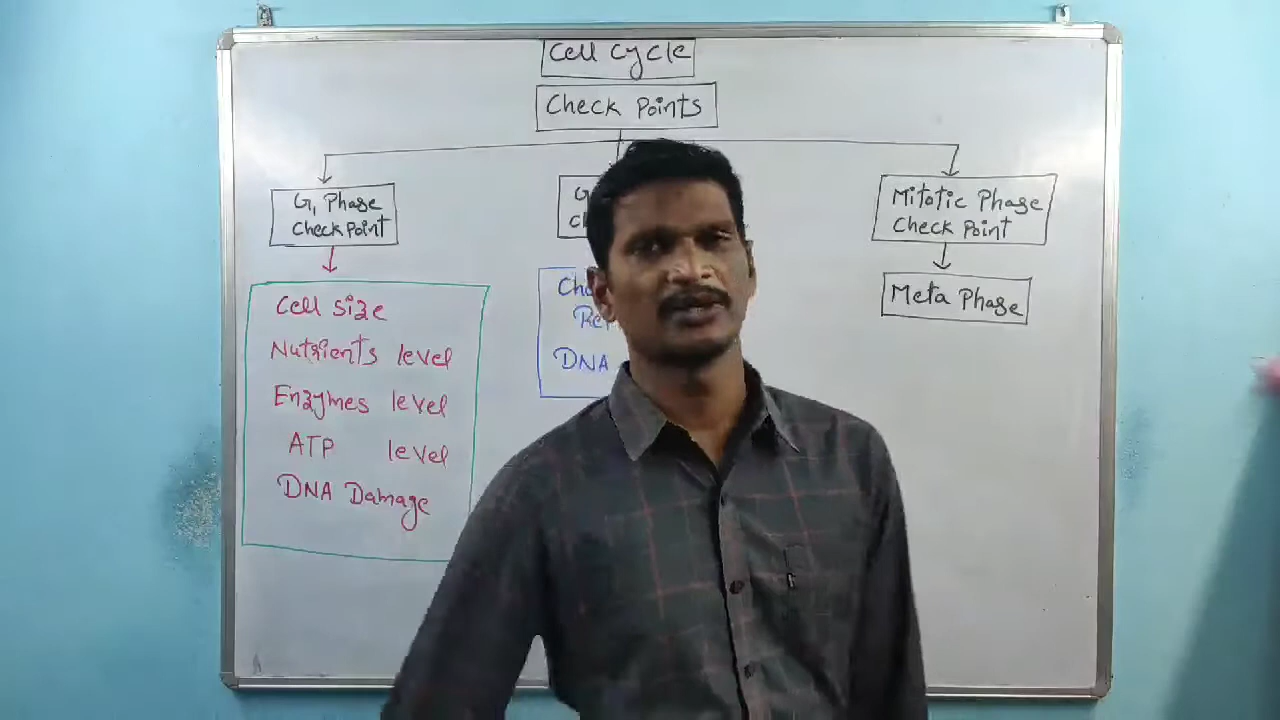 Cell Cycle
Check Points
G1 Phase
Check Point
Cell size
Nutrients level
Enzymes level
ATP level
DNA Damage
DNA
Mitotic Phase
Check Point
Meta Phase